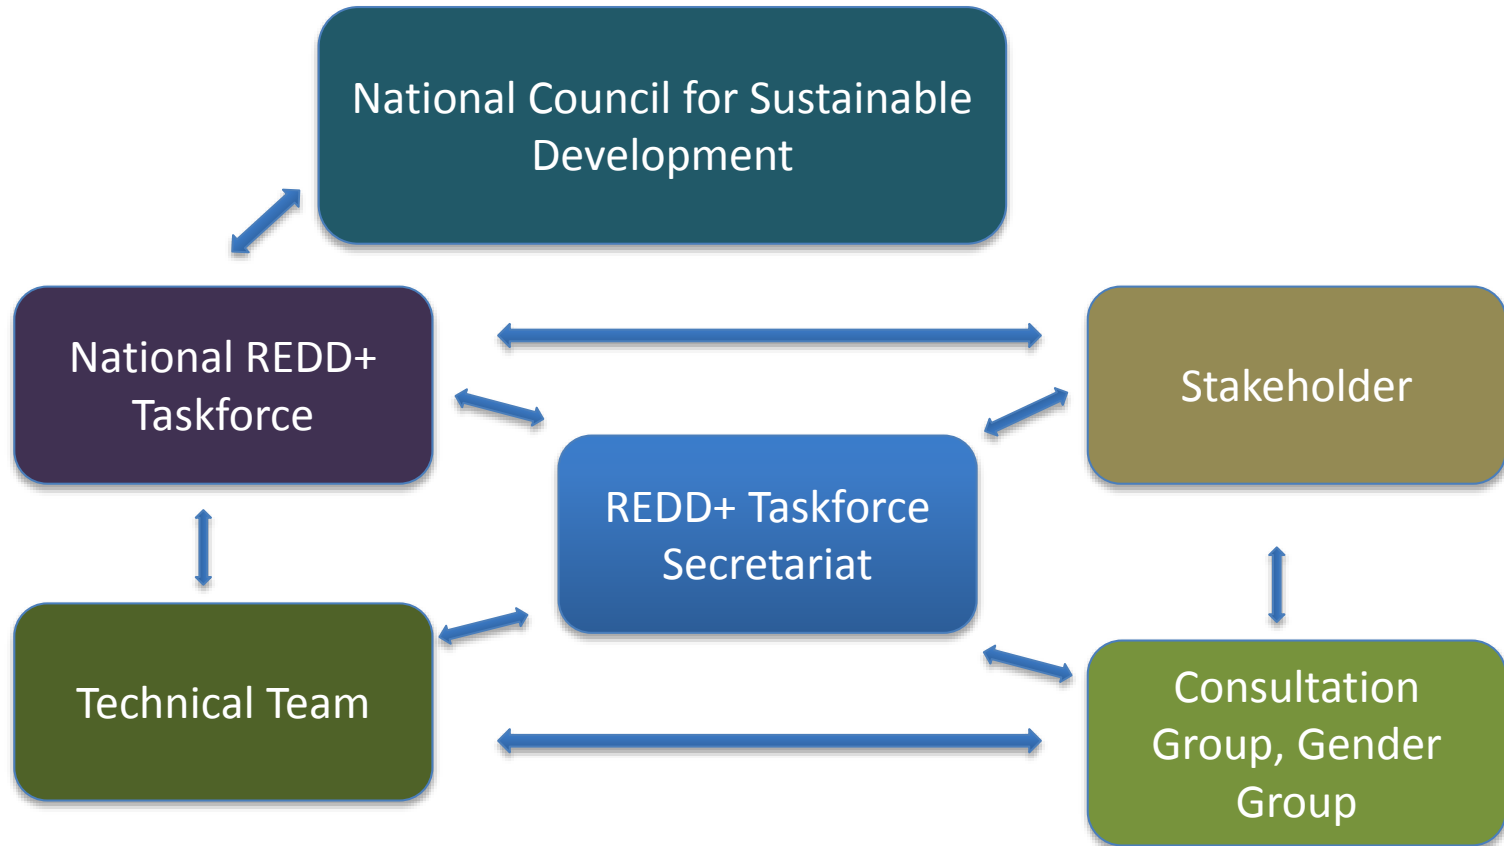 National Council for Sustainable
Development
National REDD+
Taskforce
Stakeholder
REDD+ Taskforce
Secretariat
Technical Team
Consultation
Group, Gender
Group